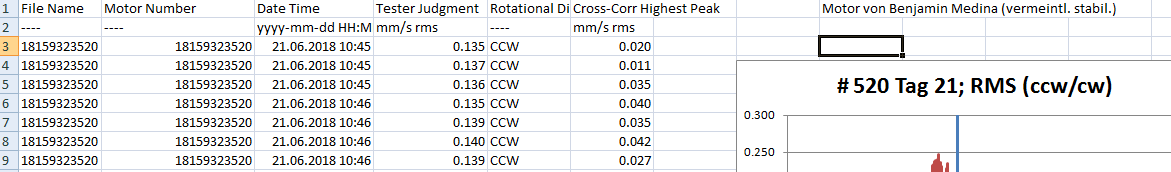 1 File Name Motor Number Date Time Tester Judgment Rotational Di Cross-Corr Highest Peak Motor von Benjamin Medina (vermeintl. stabil.)
2 ---- ---- yyyy-mm-dd HH:M mm/s rms ---- mm/s rms
3 18159323520 18159323520 21.06.2018 10:45 0.135 CCW 0.020
4 18159323520 18159323520 21.06.2018 10:45 0.137 CCW 0.011
5 18159323520 18159323520 21.06.2018 10:45 0.136 CCW 0.035
6 18159323520 18159323520 21.06.2018 10:46 0.135 CCW 0.040
7 18159323520 18159323520 21.06.2018 10:46 0.139 CCW 0.035
8 18159323520 18159323520 21.06.2018 10:46 0.140 CCW 0.042
9 18159323520 18159323520 21.06.2018 10:46 0.139 CCW 0.027
# 520 Tag 21; RMS (ccw/cw)
0.300
0.250